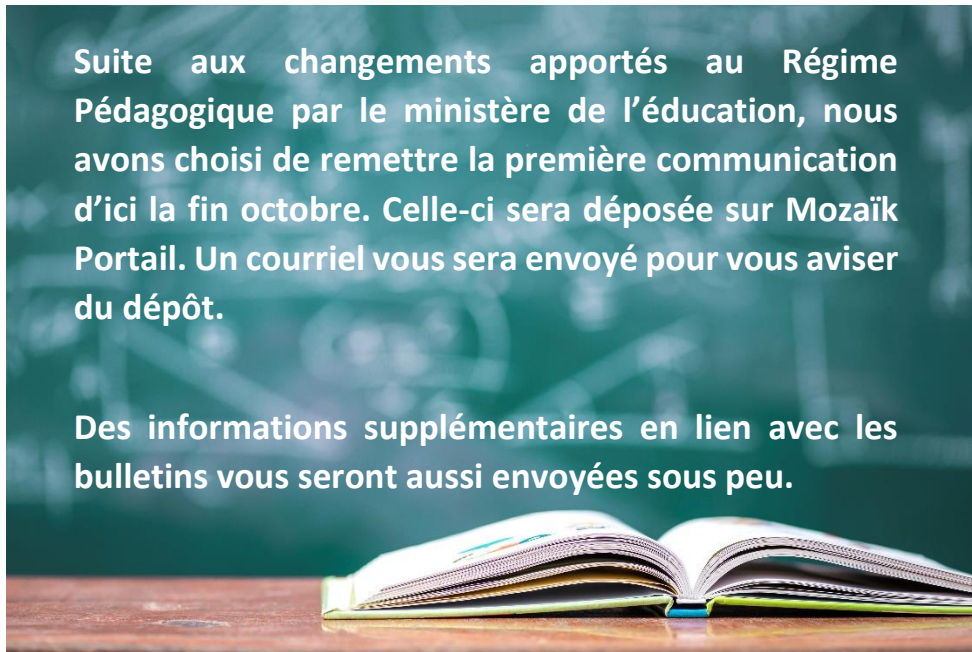 Suite aux changements apportés au Régime
Pédagogique par le ministère de l’éducation, nous
avons choisi de remettre la première communication
d’ici la fin octobre. Celle-ci sera déposée sur Mozaïk
Portail. Un courriel vous sera envoyé pour vous aviser
du dépôt.
Des informations supplémentaires en lien avec les
bulletins vous seront aussi envoyées sous peu.